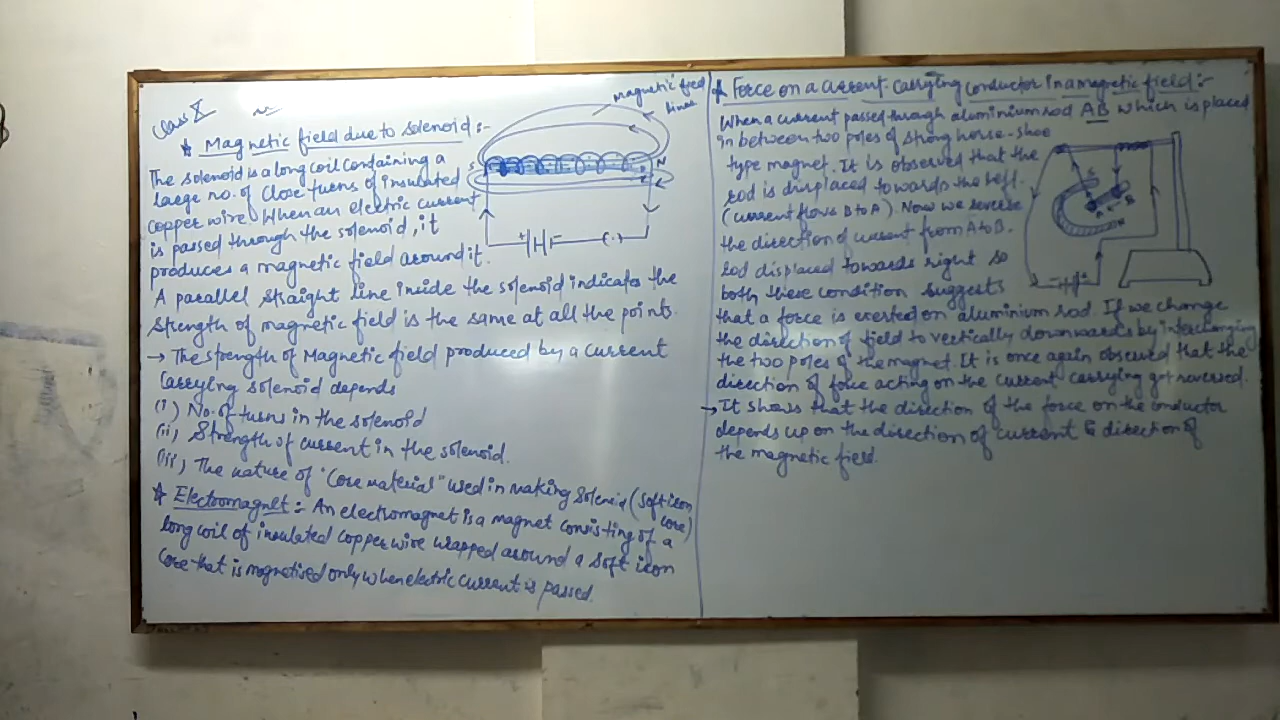 Class X
* Magnetic field due to solenoid :-
The solenoid is a long coil containing a
large no. of close turns of insulated
copper wire. When an electric current
is passed through the solenoid, it
produces a magnetic field around it.
A parallel straight line inside the solenoid indicates the
strength of magnetic field is the same at all the points.
→ The strength of Magnetic field produced by a current
carrying solenoid depends
(i) No. of turns in the solenoid
(ii) Strength of current in the solenoid.
(iii) The nature of "Core material" used in making solenoid (soft iron
core)
* Electromagnet :- An electromagnet is a magnet consisting of a
long coil of insulated copper wire wrapped around a soft iron
core that is magnetised only when electric current is passed.
magnetic field
lines
S
N
+
-
(·)
* Force on a current-carrying conductor in a magnetic field :-
When a current passed through aluminium rod AB which is placed
in between two poles of strong horse-shoe
type magnet. It is observed that the
rod is displaced towards the left.
(current flows B to A). Now we reverse
the direction of current from A to B.
rod displaced towards right so
both these condition suggests
that a force is exerted on aluminium rod. If we change
the direction of field to vertically downwards by interchanging
the two poles of the magnet. It is once again observed that the
direction of force acting on the current carrying got reversed.
→ It shows that the direction of the force on the conductor
depends up on the direction of current & direction of
the magnetic field.
S
A
B
N